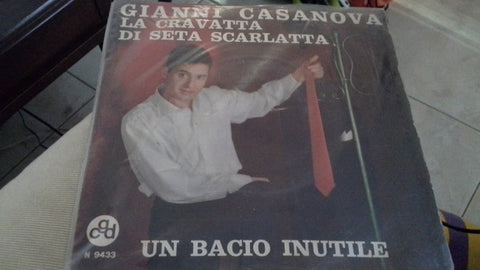 GIANNI CASANOVA
LA CRAVATTA
DI SETA SCARLATTA
cgd
N 9433
UN BACIO INUTILE